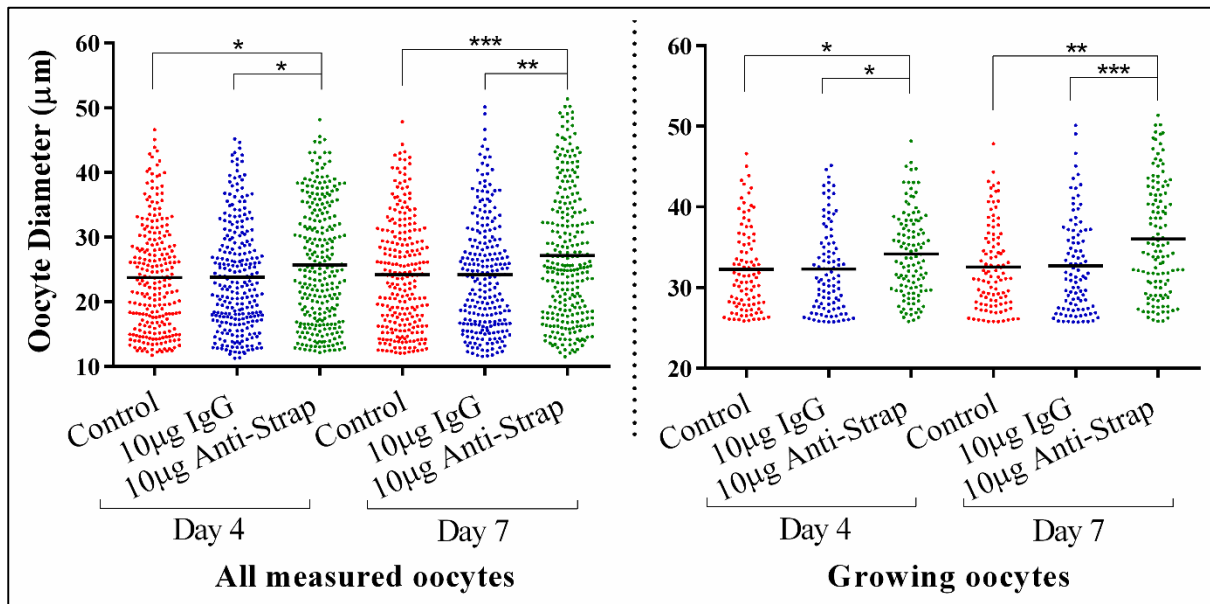 Oocyte Diameter (μm)
60
50
40
30
20
10
*
*
***
**
Control
10μg IgG
10μg Anti-Strap
Control
10μg IgG
10μg Anti-Strap
Day 4
Day 7
All measured oocytes
60
50
40
30
20
*
*
**
***
Control
10μg IgG
10μg Anti-Strap
Control
10μg IgG
10μg Anti-Strap
Day 4
Day 7
Growing oocytes